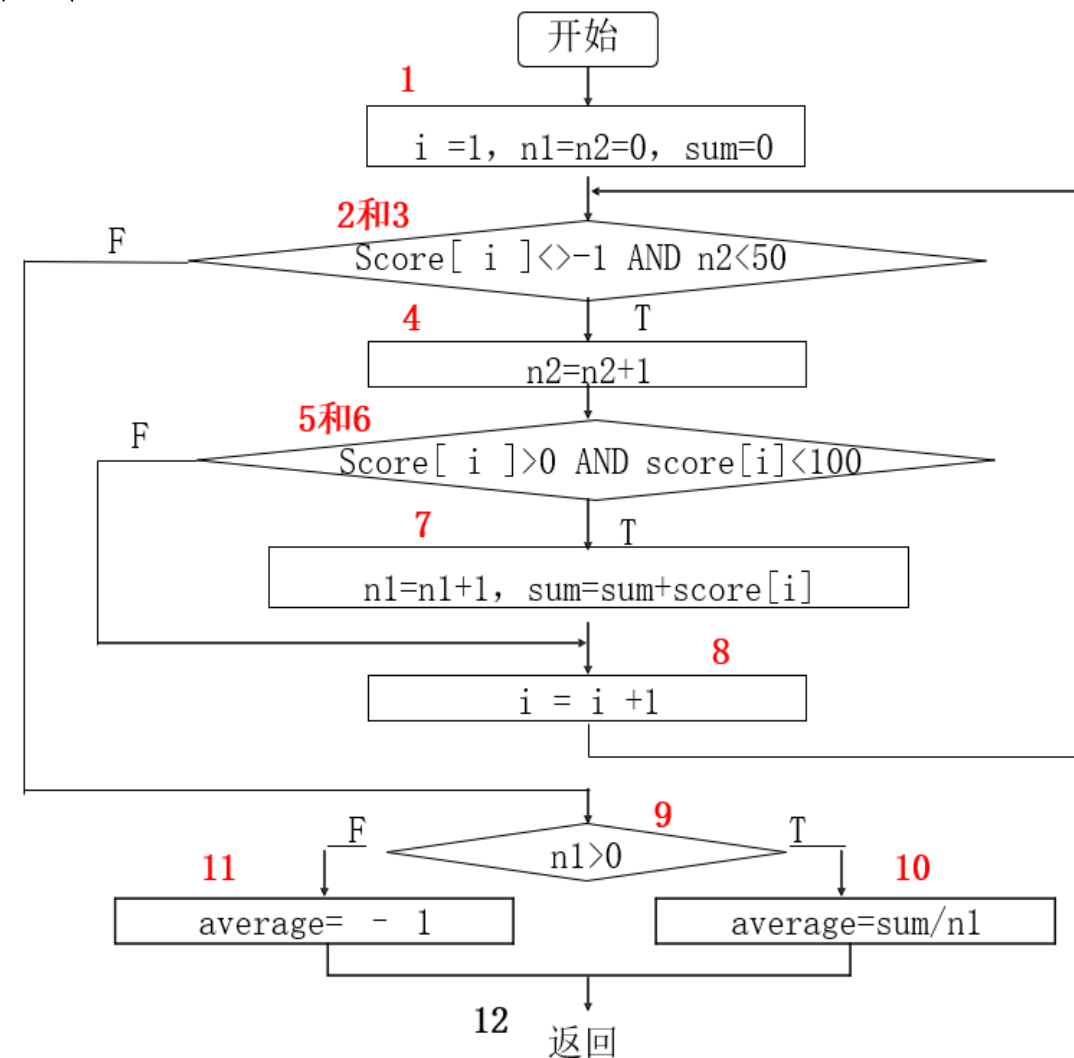 开始
1
i =1, n1=n2=0, sum=0
2和3
F
Score[ i ]<>-1 AND n2<50
4
T
n2=n2+1
5和6
F
Score[ i ]>0 AND score[i]<100
7
T
n1=n1+1, sum=sum+score[i]
8
i = i +1
9
F
T
n1>0
11
10
average= - 1
average=sum/n1
12
返回